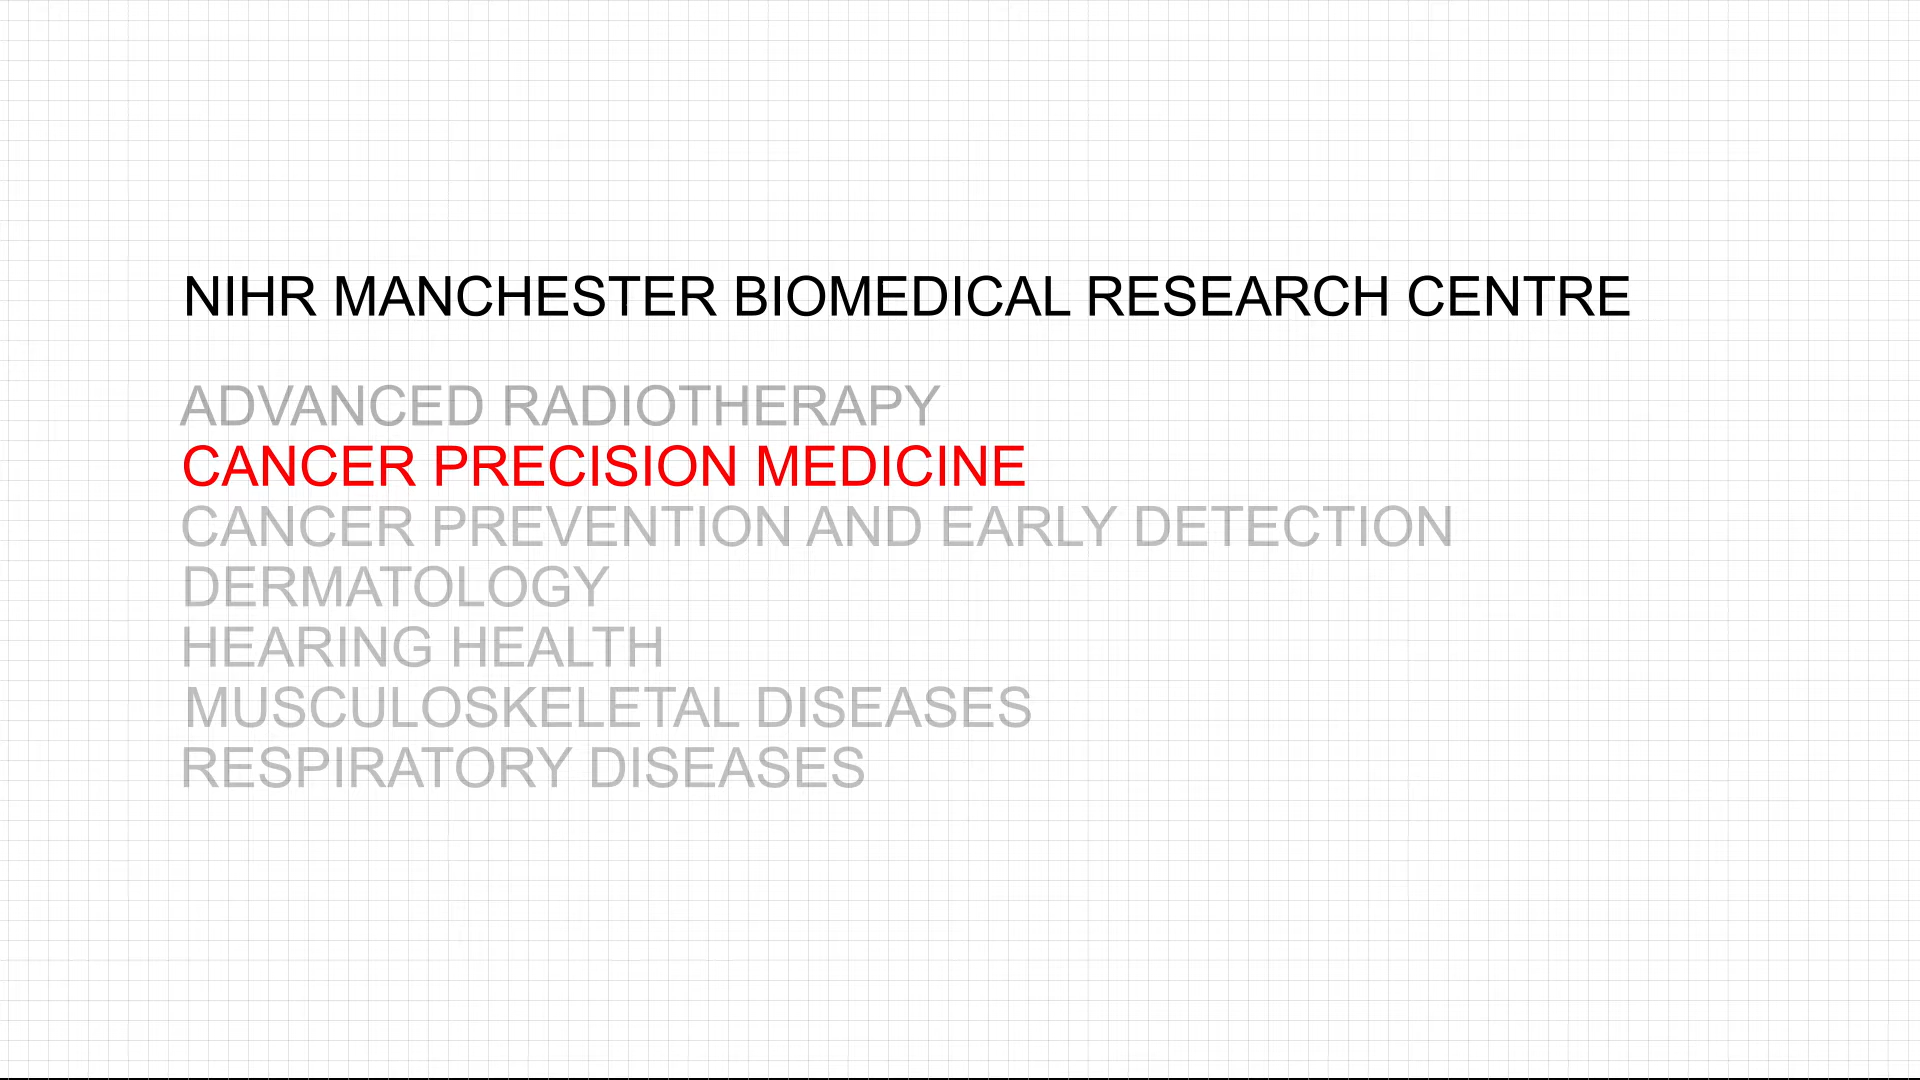 NIHR MANCHESTER BIOMEDICAL RESEARCH CENTRE
ADVANCED RADIOTHERAPY
CANCER PRECISION MEDICINE
CANCER PREVENTION AND EARLY DETECTION
DERMATOLOGY
HEARING HEALTH
MUSCULOSKELETAL DISEASES
RESPIRATORY DISEASES